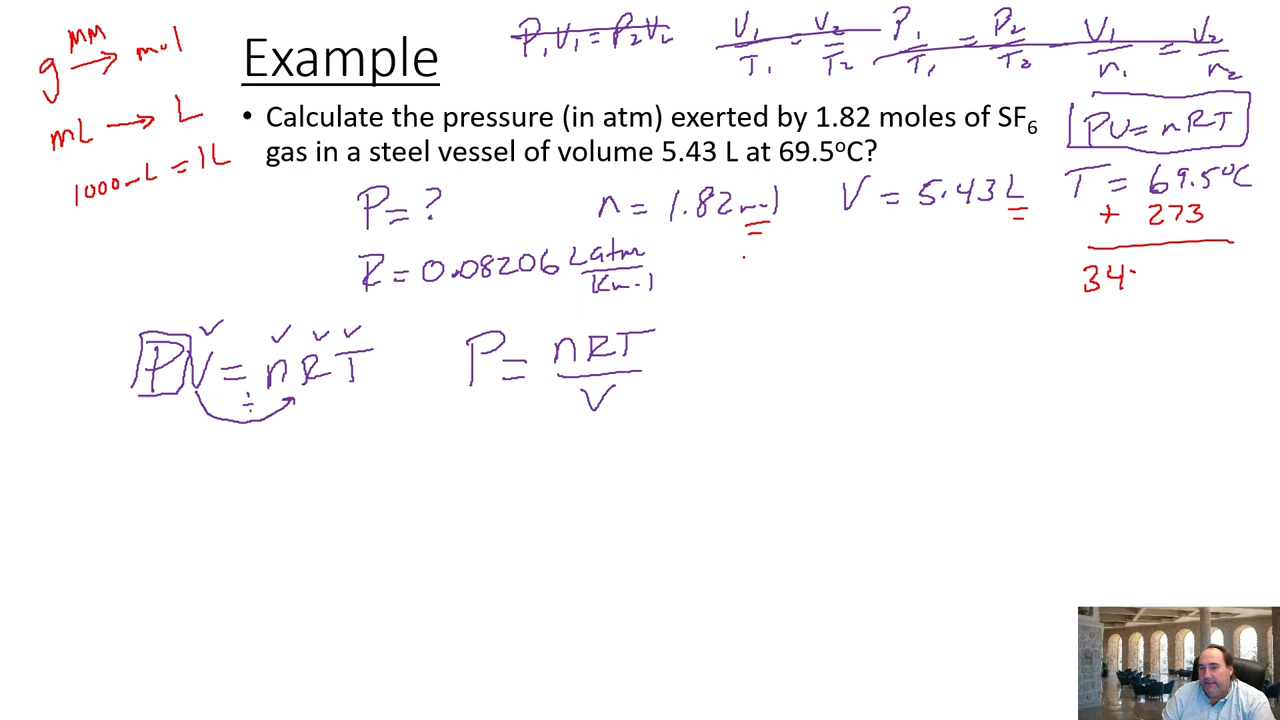 MM
g → mol
mL → L
1000mL = 1L
P₁V₁ = P₂V₂
V₁/T₁ = V₂/T₂
P₁/T₁ = P₂/T₂
V₁/n₁ = V₂/n₂
Example
PV = nRT
• Calculate the pressure (in atm) exerted by 1.82 moles of SF₆
gas in a steel vessel of volume 5.43 L at 69.5°C?
P = ?
n = 1.82 mol
V = 5.43 L
T = 69.5°C
+ 273
34
R = 0.08206 L atm / K mol
PV = nRT
÷
P = nRT / V